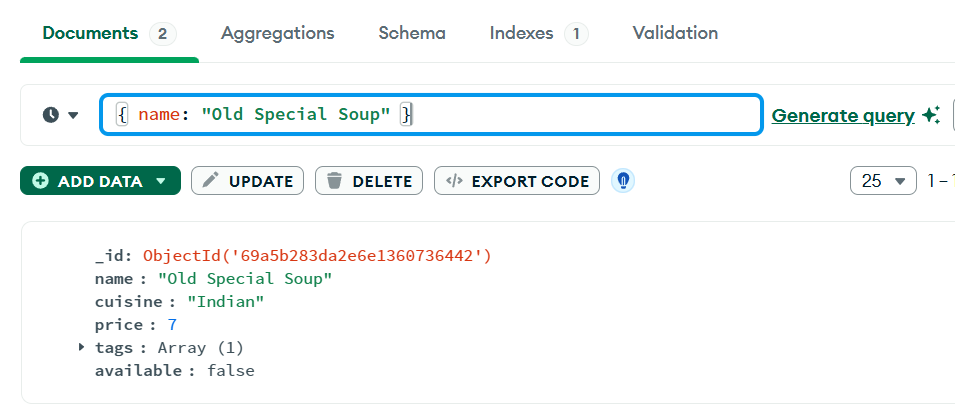 Documents 2 Aggregations Schema Indexes 1 Validation
{ name: "Old Special Soup" } Generate query
ADD DATA UPDATE DELETE EXPORT CODE 25 1 –
_id: ObjectId('69a5b283da2e6e1360736442')
name : "Old Special Soup"
cuisine : "Indian"
price : 7
tags : Array (1)
available : false